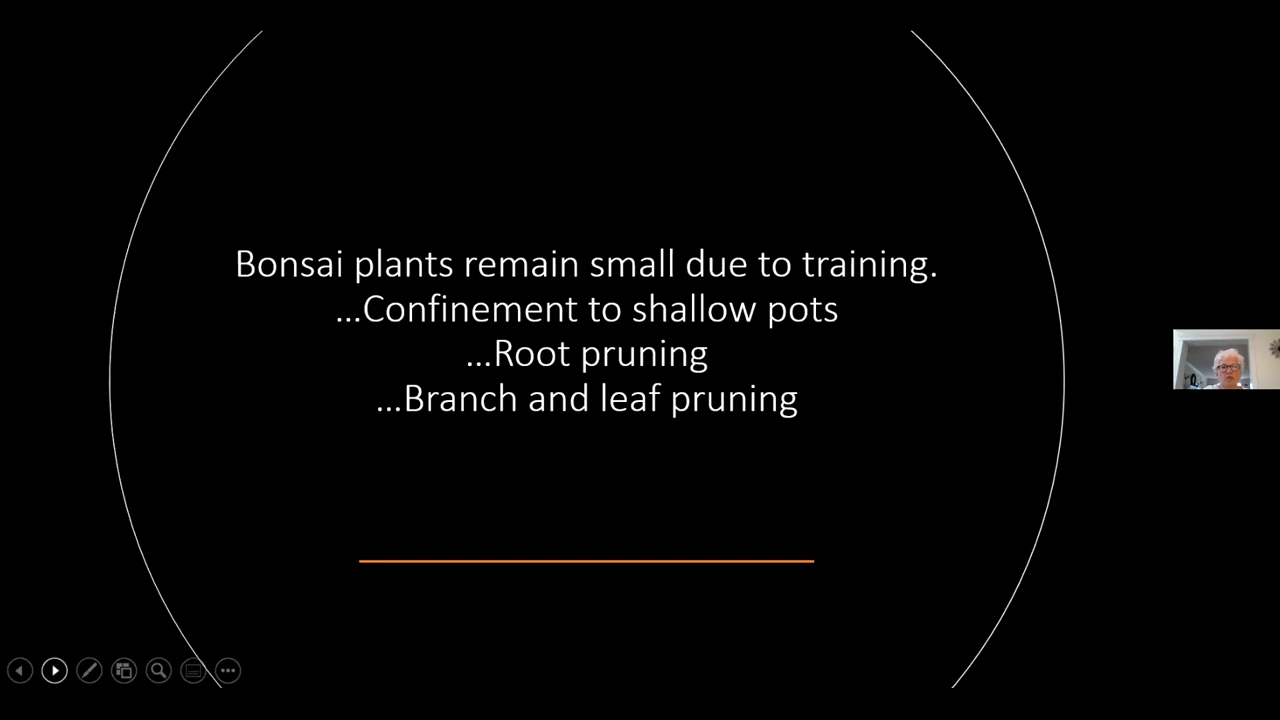 Bonsai plants remain small due to training.
...Confinement to shallow pots
...Root pruning
...Branch and leaf pruning